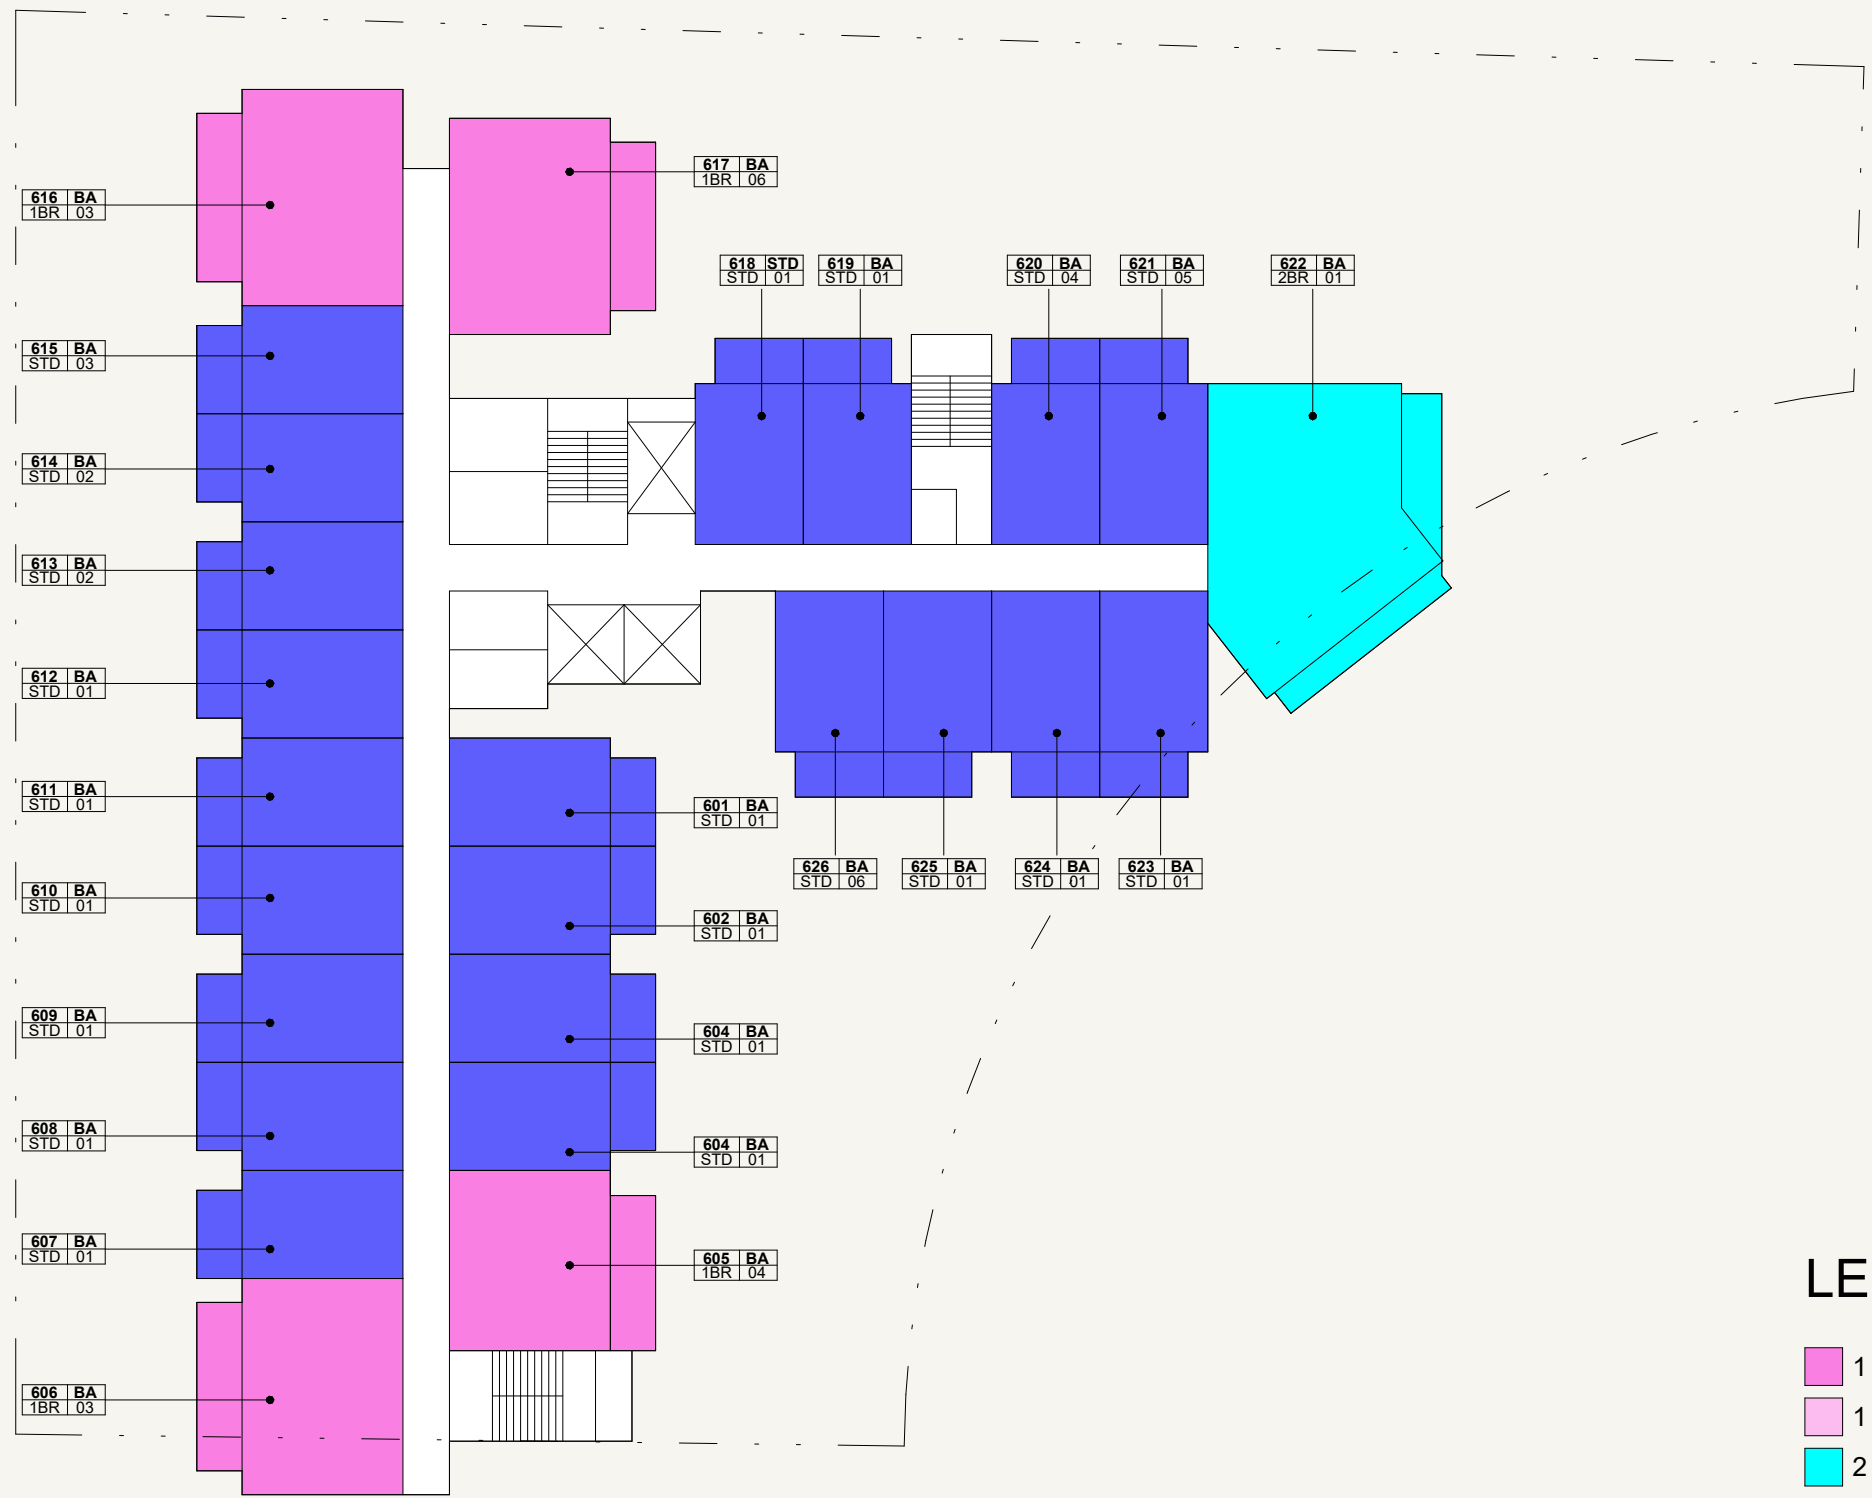 617 BA
1BR 06
616 BA
1BR 03
618 STD
STD 01
619 BA
STD 01
620 BA
STD 04
621 BA
STD 05
622 BA
2BR 01
615 BA
STD 03
614 BA
STD 02
613 BA
STD 02
612 BA
STD 01
611 BA
STD 01
601 BA
STD 01
626 BA
STD 06
625 BA
STD 01
624 BA
STD 01
623 BA
STD 01
610 BA
STD 01
602 BA
STD 01
609 BA
STD 01
604 BA
STD 01
608 BA
STD 01
604 BA
STD 01
607 BA
STD 01
605 BA
1BR 04
606 BA
1BR 03
LE
1
1
2